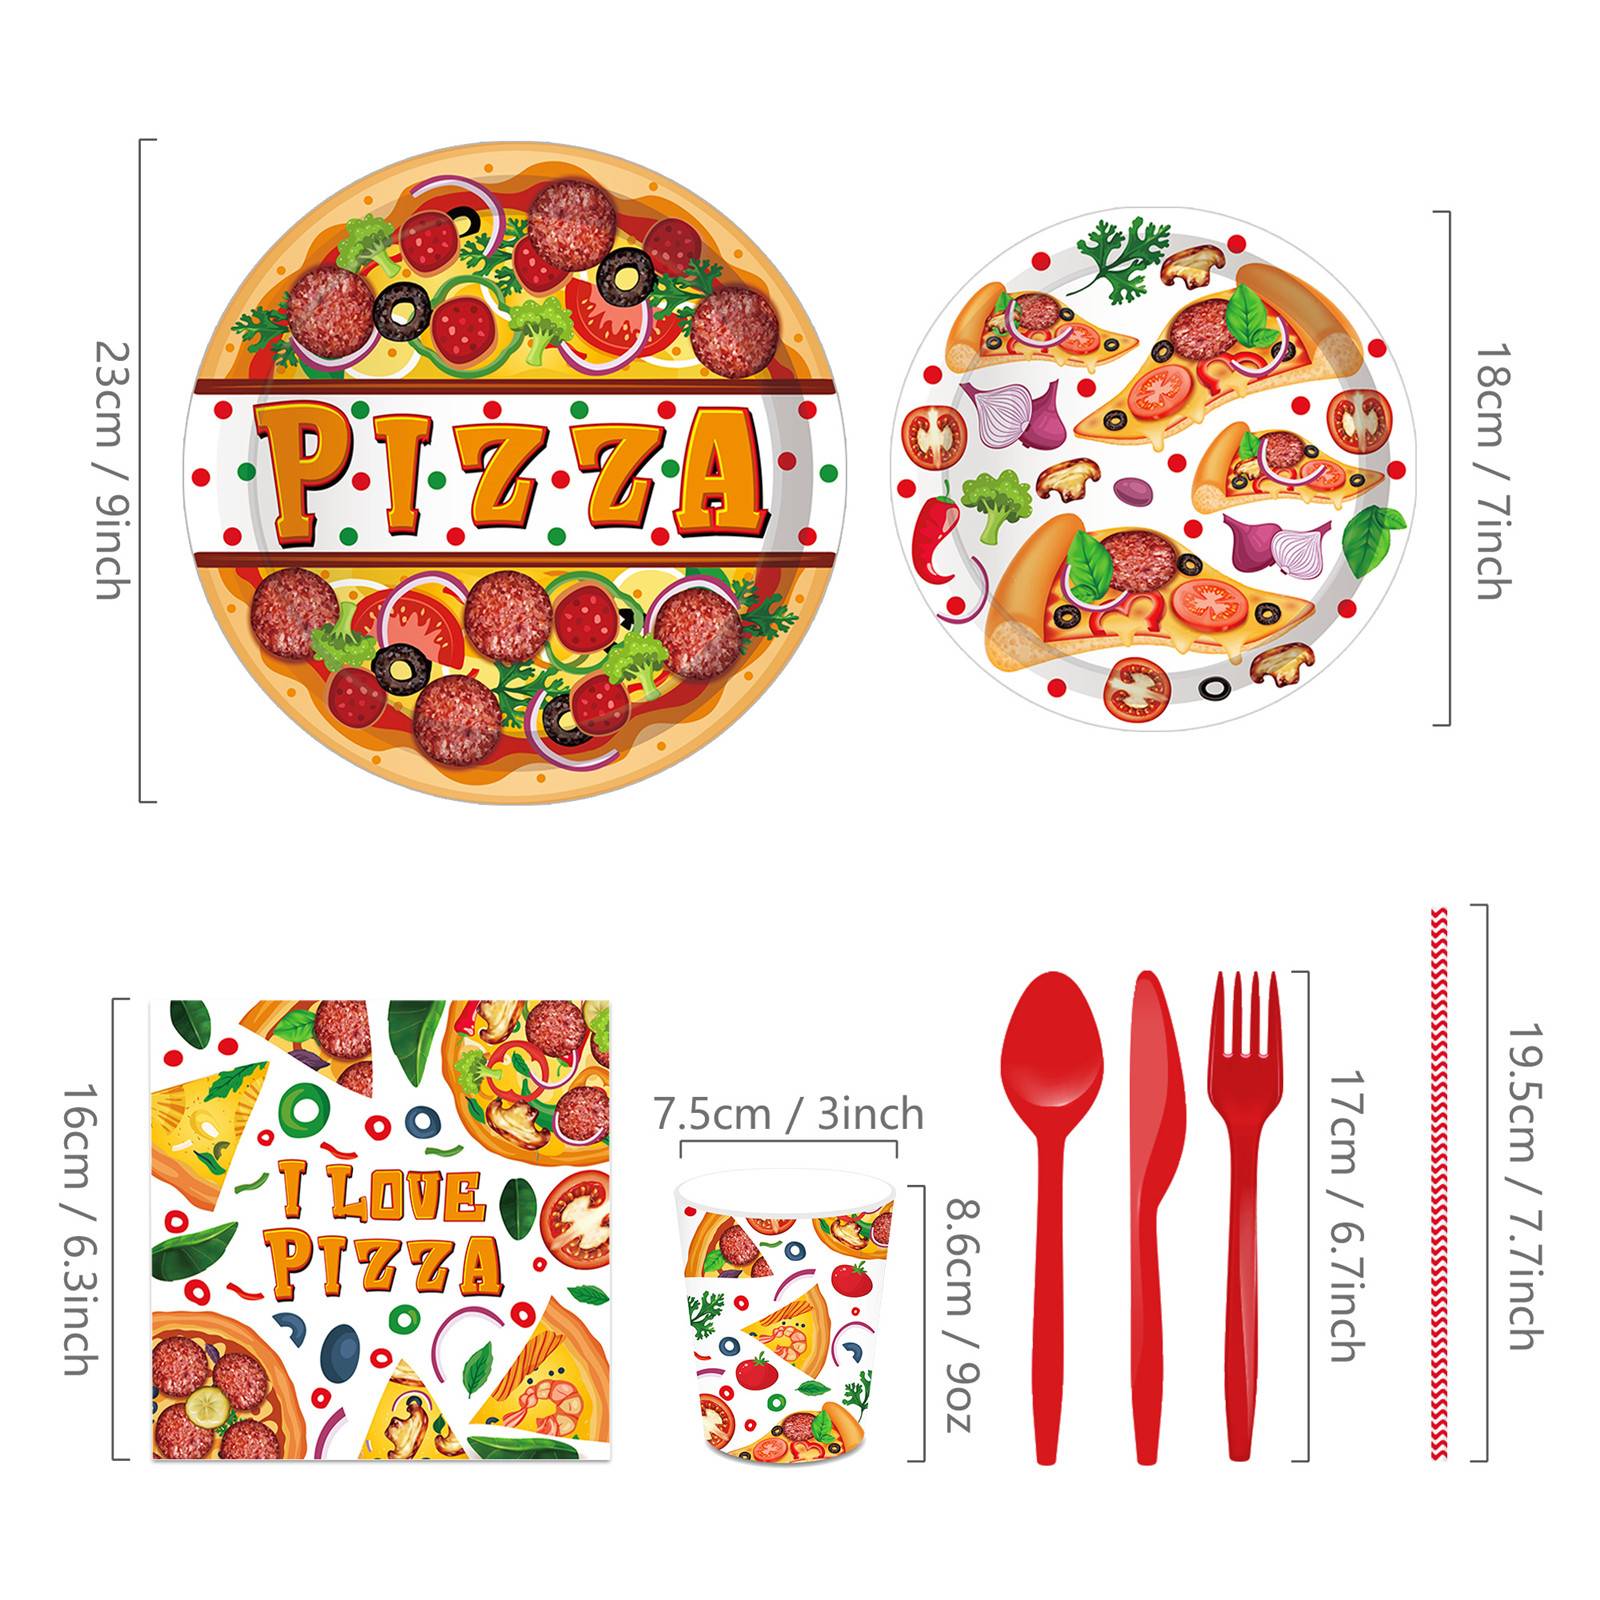 23cm / 9inch
PIZZA
18cm / 7inch
16cm / 6.3inch
I LOVE
PIZZA
7.5cm / 3inch
8.6cm / 9oz
17cm / 6.7inch
19.5cm / 7.7inch